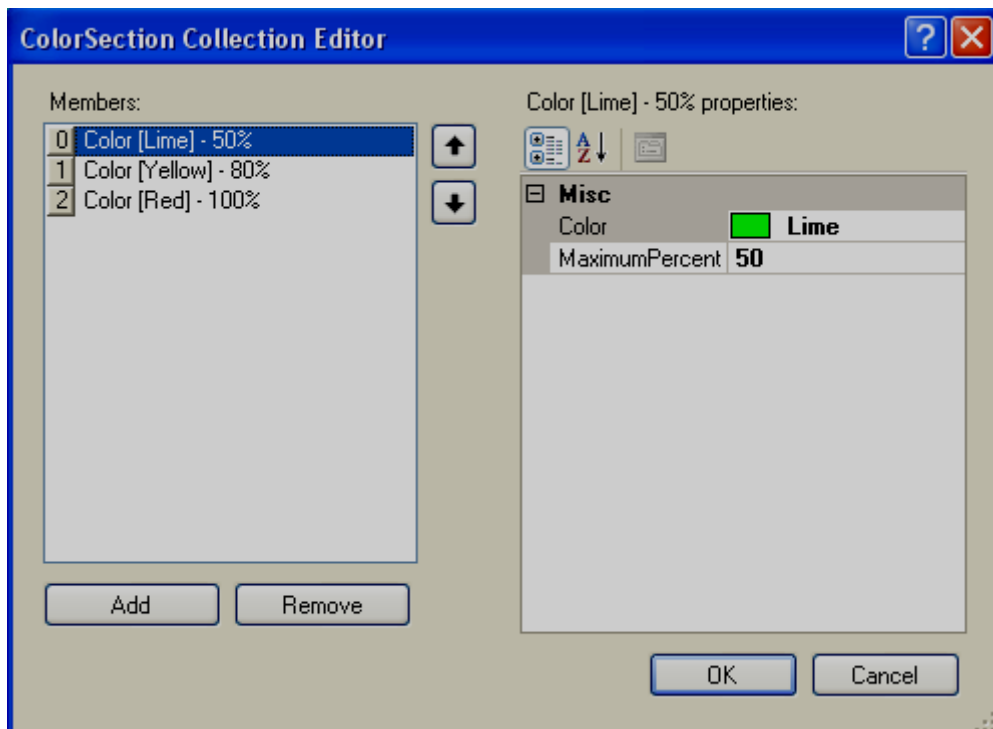 ColorSection Collection Editor
?
Members:
0 Color [Lime] - 50%
1 Color [Yellow] - 80%
2 Color [Red] - 100%
Add Remove
Color [Lime] - 50% properties:
A
Z
Misc
Color Lime
MaximumPercent 50
OK Cancel